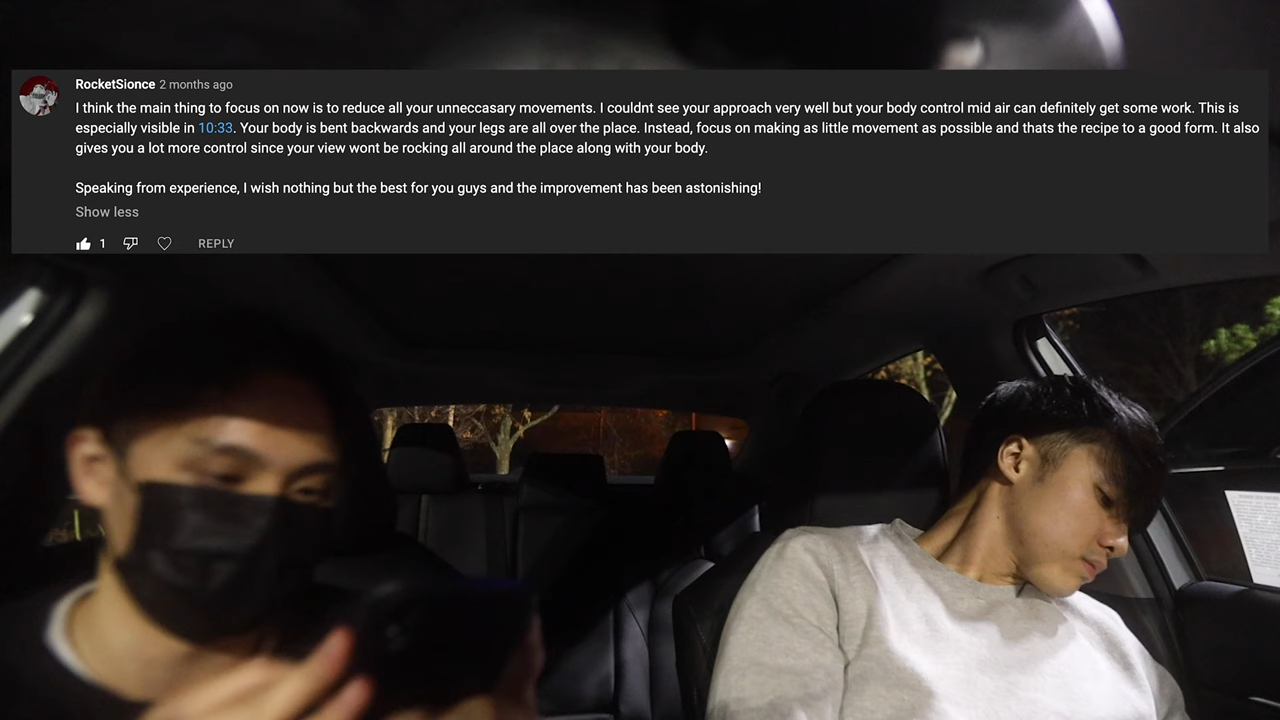 RocketSionce 2 months ago
I think the main thing to focus on now is to reduce all your unneccasary movements. I couldnt see your approach very well but your body control mid air can definitely get some work. This is
especially visible in 10:33. Your body is bent backwards and your legs are all over the place. Instead, focus on making as little movement as possible and thats the recipe to a good form. It also
gives you a lot more control since your view wont be rocking all around the place along with your body.
Speaking from experience, I wish nothing but the best for you guys and the improvement has been astonishing!
Show less
1 REPLY